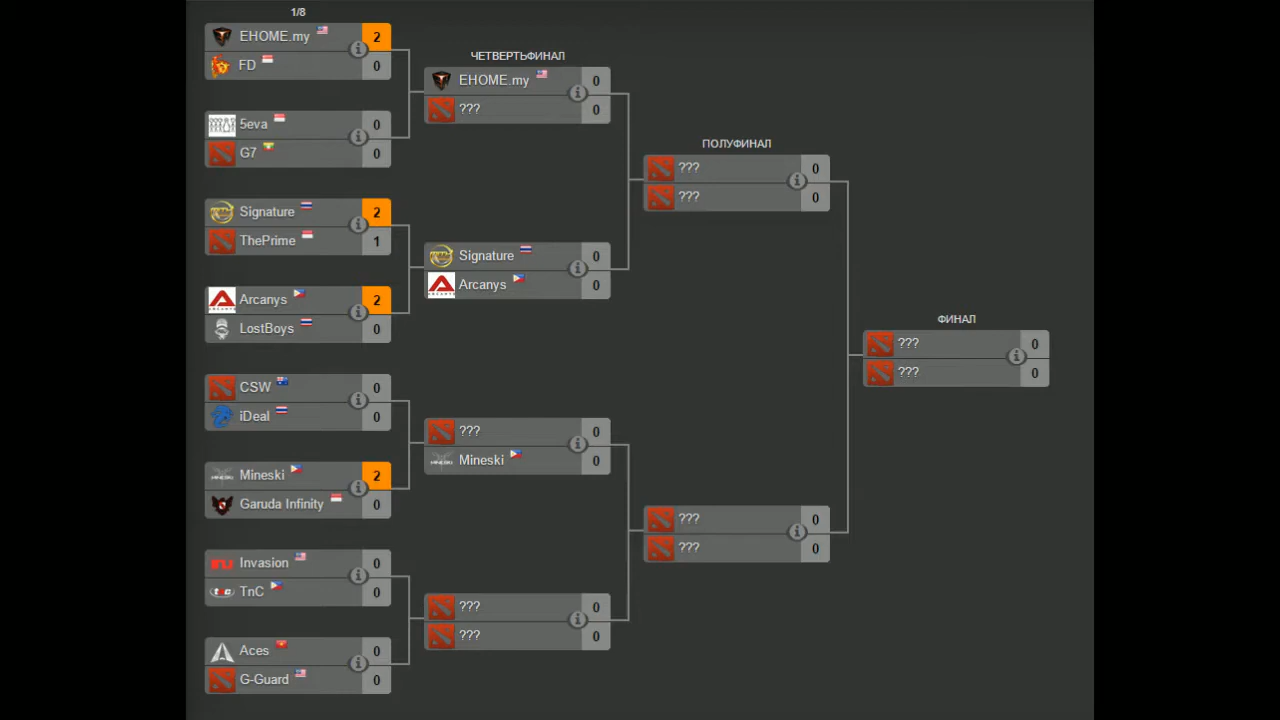 1/8
EHOME.my 2
FD 0
5eva 0
G7 0
Signature 2
ThePrime 1
Arcanys 2
LostBoys 0
CSW 0
iDeal 0
Mineski 2
Garuda Infinity 0
Invasion 0
TnC 0
Aces 0
G-Guard 0
ЧЕТВЕРТЬФИНАЛ
EHOME.my 0
??? 0
Signature 0
Arcanys 0
??? 0
Mineski 0
??? 0
??? 0
ПОЛУФИНАЛ
??? 0
??? 0
??? 0
??? 0
ФИНАЛ
??? 0
??? 0